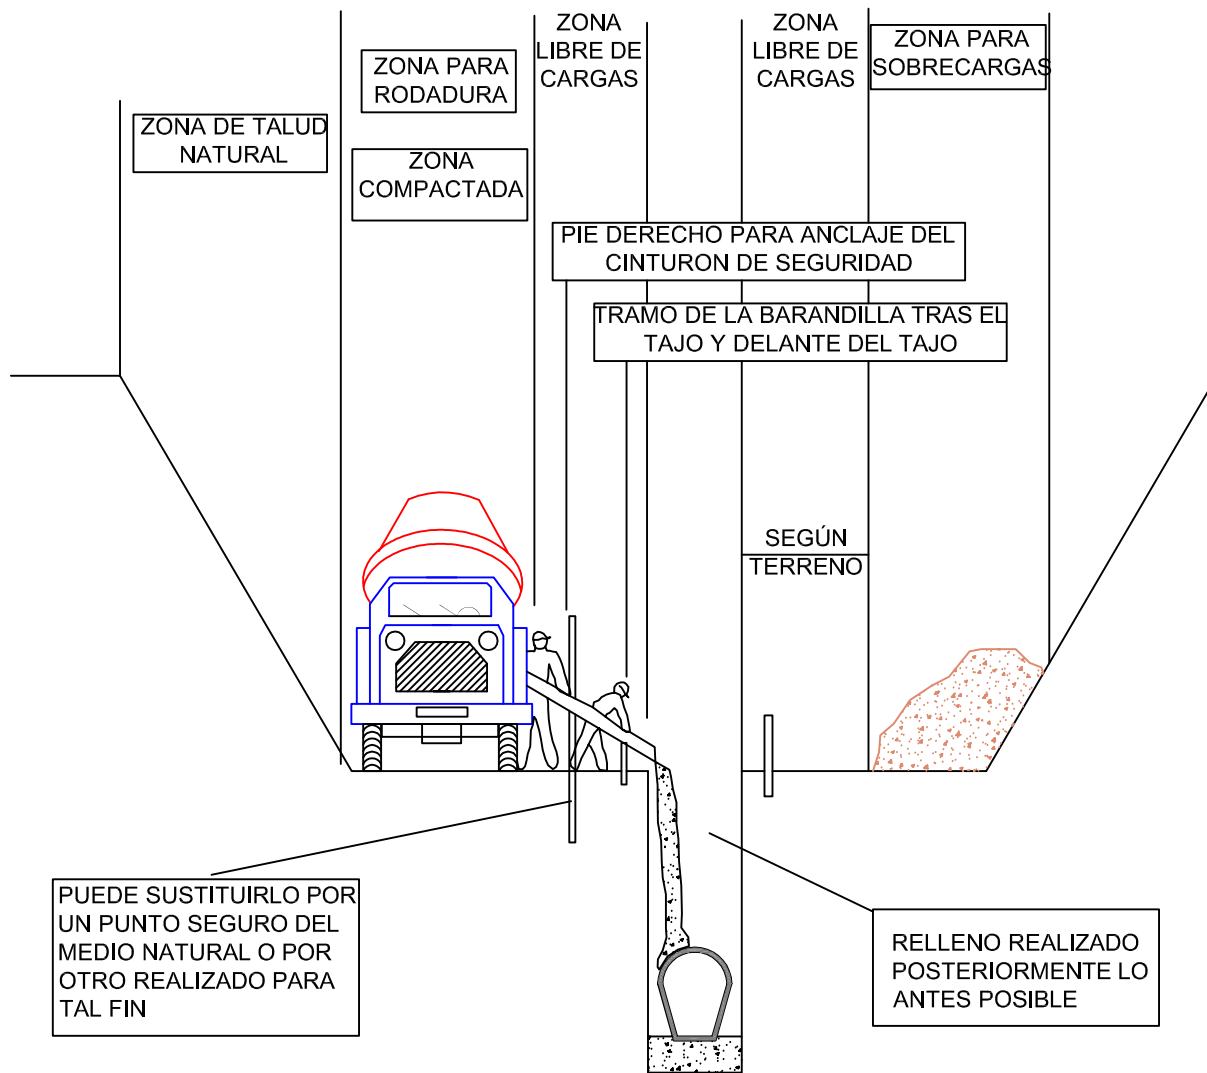 ZONA DE TALUD
NATURAL
ZONA PARA
RODADURA
ZONA
COMPACTADA
ZONA
LIBRE DE
CARGAS
ZONA
LIBRE DE
CARGAS
ZONA PARA
SOBRECARGAS
PIE DERECHO PARA ANCLAJE DEL
CINTURON DE SEGURIDAD
TRAMO DE LA BARANDILLA TRAS EL
TAJO Y DELANTE DEL TAJO
SEGÚN
TERRENO
PUEDE SUSTITUIRLO POR
UN PUNTO SEGURO DEL
MEDIO NATURAL O POR
OTRO REALIZADO PARA
TAL FIN
RELLENO REALIZADO
POSTERIORMENTE LO
ANTES POSIBLE